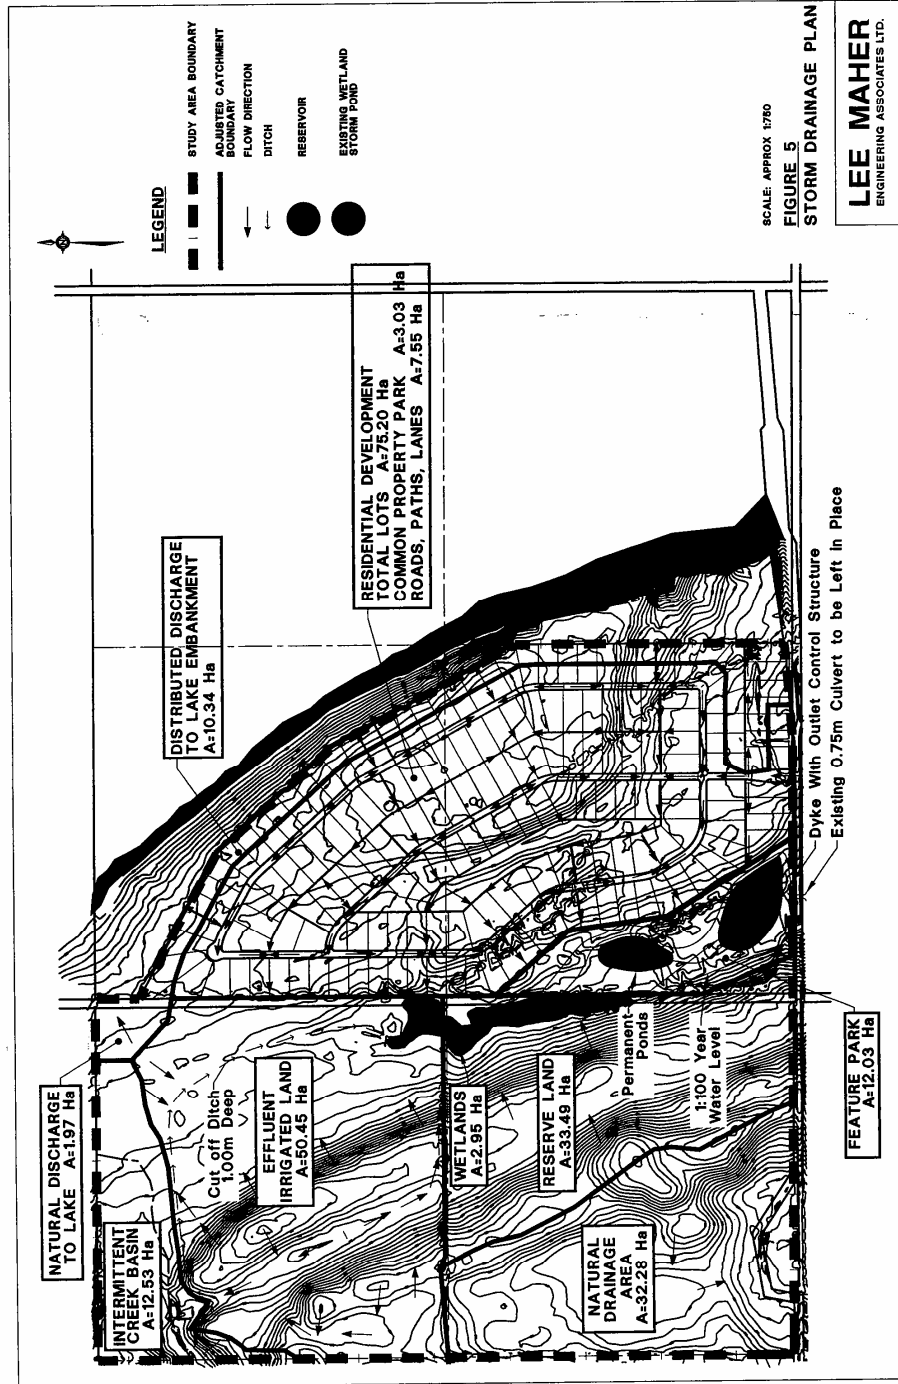 LEGEND
STUDY AREA BOUNDARY
ADJUSTED CATCHMENT
BOUNDARY
FLOW DIRECTION
DITCH
RESERVOIR
EXISTING WETLAND
STORM POND
N
NATURAL DISCHARGE
TO LAKE A=1.97 Ha
INTERMITTENT
CREEK BASIN
A=12.53 Ha
DISTRIBUTED DISCHARGE
TO LAKE EMBANKMENT
A=10.34 Ha
Cut off Ditch
1.00m Deep
EFFLUENT
IRRIGATED LAND
A=50.45 Ha
RESIDENTIAL DEVELOPMENT
TOTAL LOTS A=75.20 Ha
COMMON PROPERTY PARK A=3.03 Ha
ROADS, PATHS, LANES A=7.55 Ha
WETLANDS
A=2.95 Ha
RESERVE LAND
A=33.49 Ha
NATURAL
DRAINAGE
AREA
A=32.28 Ha
Permanent
Ponds
1:100 Year
Water Level
Dyke With Outlet Control Structure
Existing 0.75m Culvert to be Left in Place
FEATURE PARK
A=12.03 Ha
SCALE: APPROX 1:750
FIGURE 5
STORM DRAINAGE PLAN
LEE MAHER
ENGINEERING ASSOCIATES LTD.